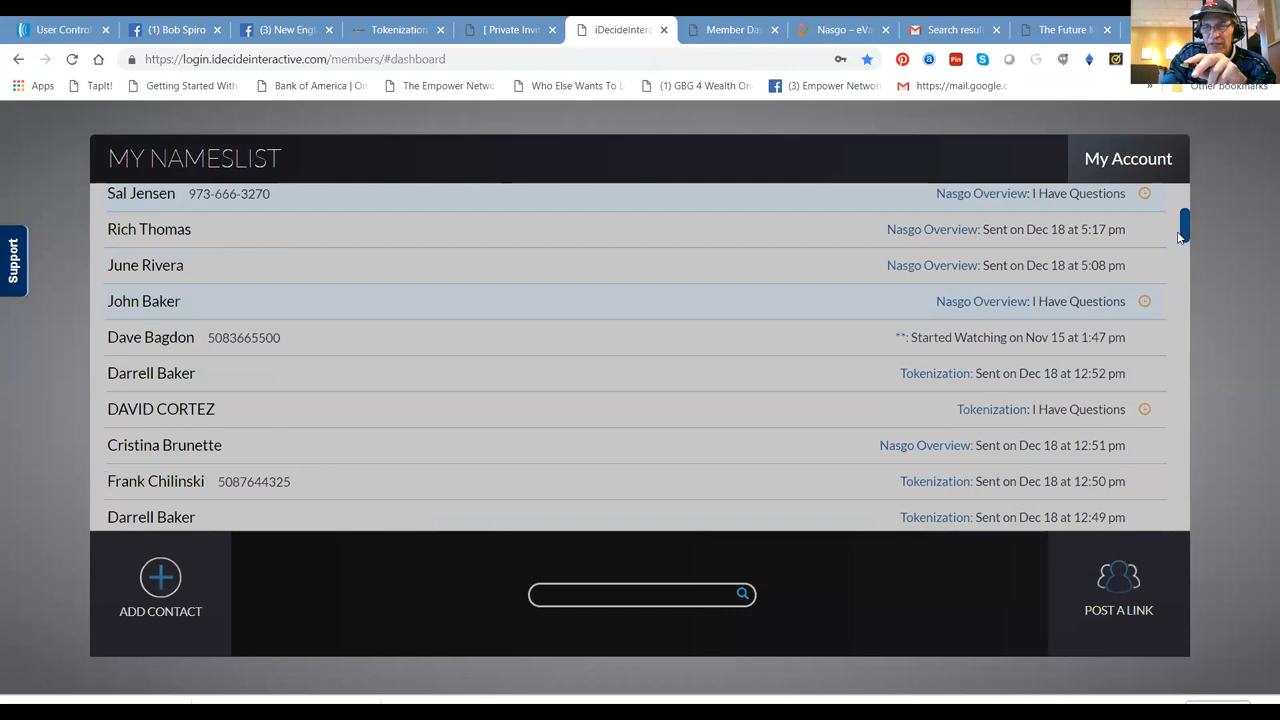 User Contro
(1) Bob Spiro
(3) New Eng
Tokenization
[ Private Invi
iDecideInter
Member Da
Nasgo – eVa
Search resul
The Future
https://login.idecideinteractive.com/members/#dashboard
Apps
TapIt!
Getting Started With
Bank of America | On
The Empower Netwo
Who Else Wants To L
(1) GBG 4 Wealth On
(3) Empower Networ
https://mail.google.c
»
Other bookmarks
MY NAMESLIST
My Account
Support
Sal Jensen 973-666-3270 Nasgo Overview: I Have Questions
Rich Thomas Nasgo Overview: Sent on Dec 18 at 5:17 pm
June Rivera Nasgo Overview: Sent on Dec 18 at 5:08 pm
John Baker Nasgo Overview: I Have Questions
Dave Bagdon 5083665500 **: Started Watching on Nov 15 at 1:47 pm
Darrell Baker Tokenization: Sent on Dec 18 at 12:52 pm
DAVID CORTEZ Tokenization: I Have Questions
Cristina Brunette Nasgo Overview: Sent on Dec 18 at 12:51 pm
Frank Chilinski 5087644325 Tokenization: Sent on Dec 18 at 12:50 pm
Darrell Baker Tokenization: Sent on Dec 18 at 12:49 pm
ADD CONTACT
POST A LINK